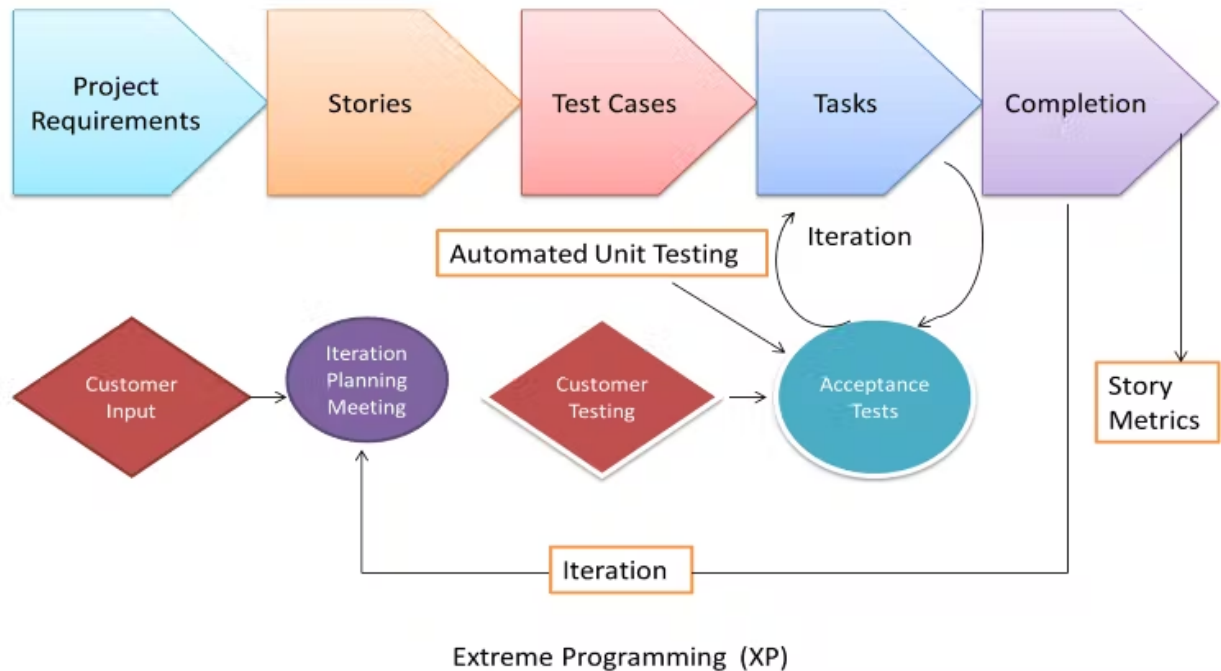 Project
Requirements
Stories
Test Cases
Tasks
Completion
Automated Unit Testing
Iteration
Customer
Input
Iteration
Planning
Meeting
Customer
Testing
Acceptance
Tests
Story
Metrics
Iteration
Extreme Programming (XP)